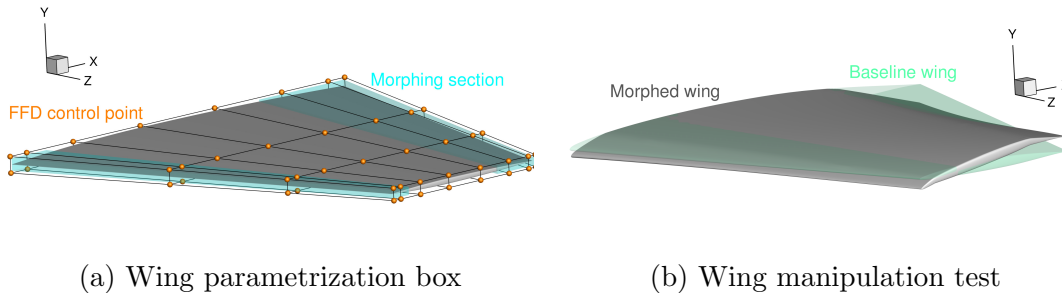 Y
X
Z
FFD control point
Morphing section
Y
Z
Morphed wing
Baseline wing
(a) Wing parametrization box
(b) Wing manipulation test